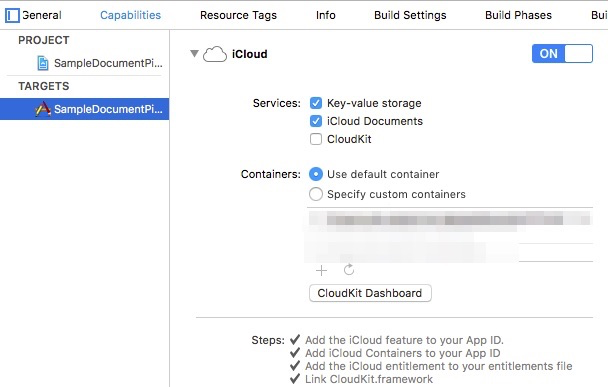 General Capabilities Resource Tags Info Build Settings Build Phases Bui
PROJECT
SampleDocumentPi...
TARGETS
SampleDocumentPi...
iCloud
ON
Services: Key-value storage
iCloud Documents
CloudKit
Containers: Use default container
Specify custom containers
CloudKit Dashboard
Steps: ✔ Add the iCloud feature to your App ID.
✔ Add iCloud Containers to your App ID
✔ Add the iCloud entitlement to your entitlements file
✔ Link CloudKit.framework